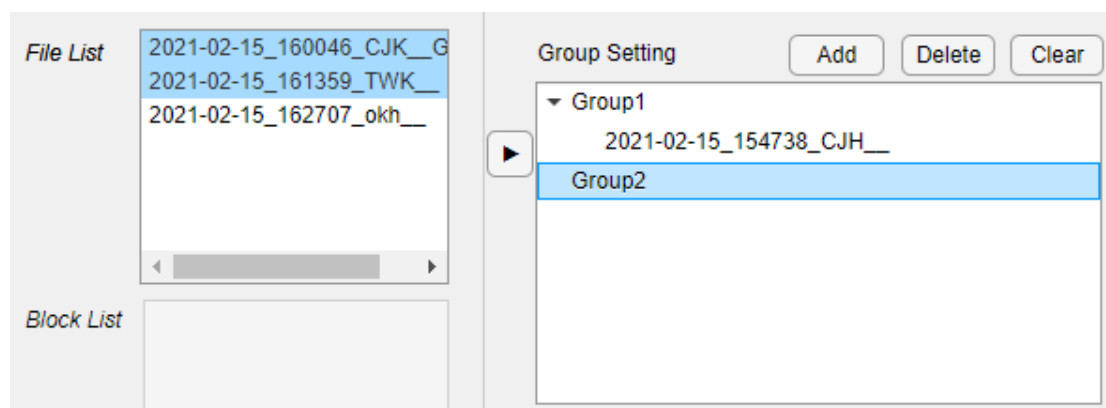 File List
2021-02-15_160046_CJK__G
2021-02-15_161359_TWK__
2021-02-15_162707_okh__
Block List
Group Setting
Add
Delete
Clear
Group1
2021-02-15_154738_CJH__
Group2